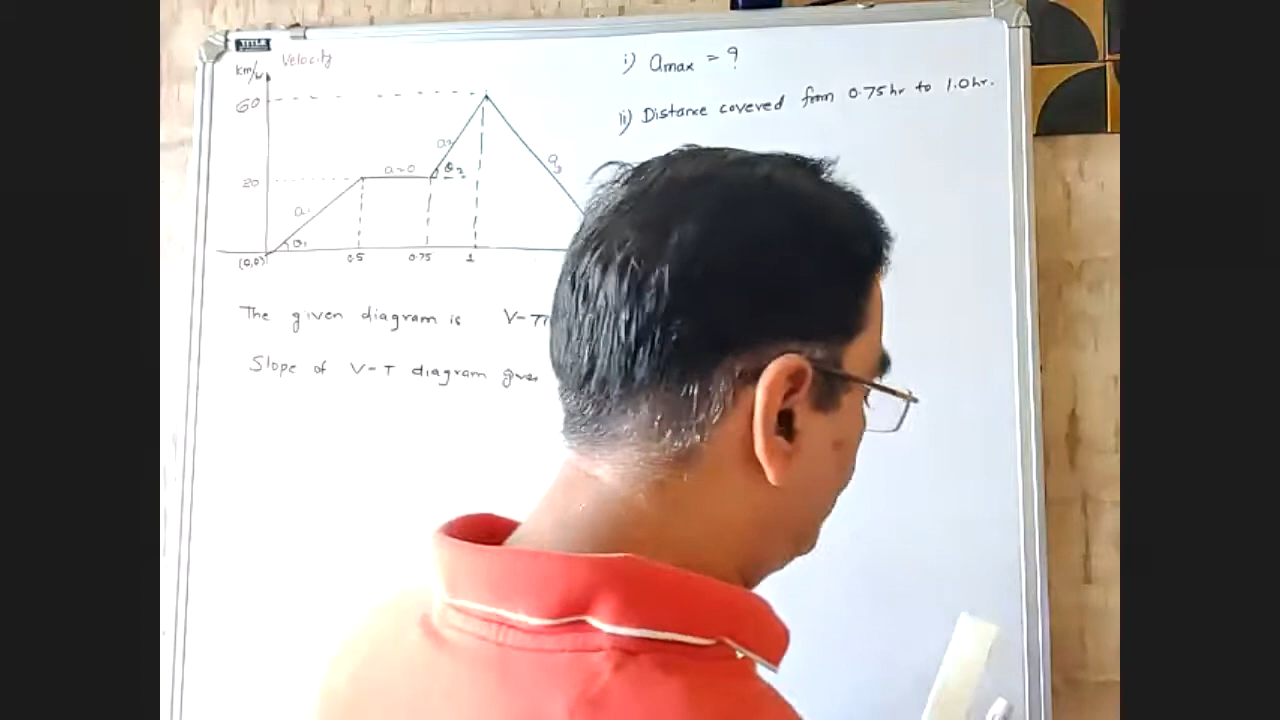 TITLE
Velocity
km/hr
60
20
a1
a=0
a2
a3
θ1
θ2
(0,0)
0.5
0.75
1
i) amax = ?
ii) Distance covered from 0.75hr to 1.0hr.
The given diagram is V-T
Slope of V-T diagram gives